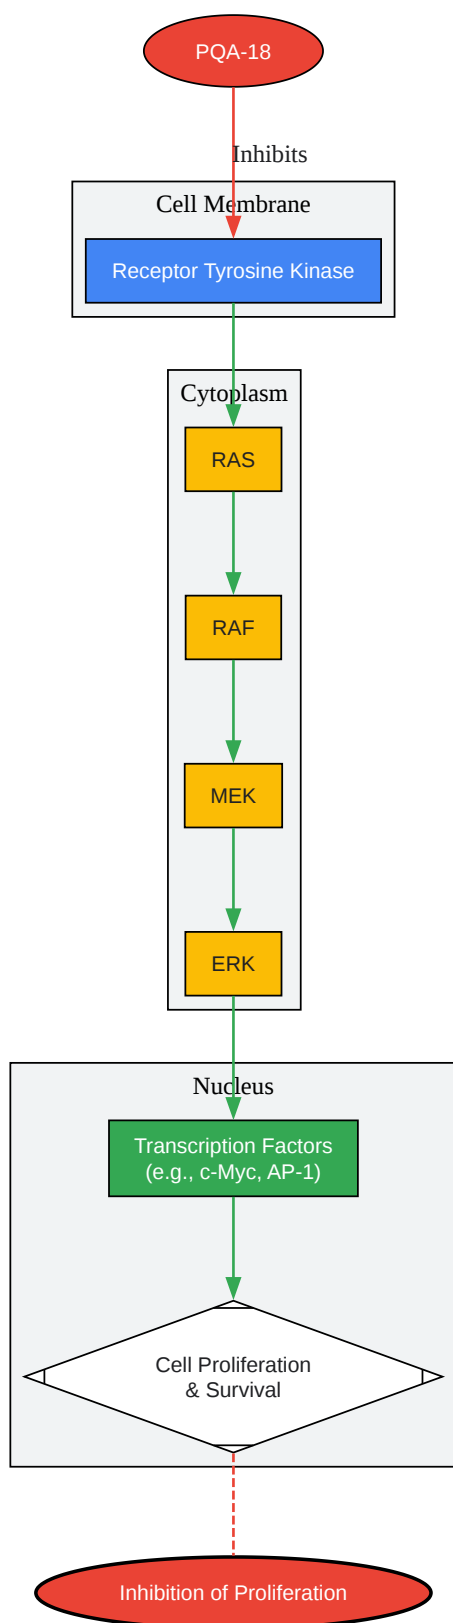 PQA-18
Inhibits
Cell Membrane
Receptor Tyrosine Kinase
Cytoplasm
RAS
RAF
MEK
ERK
Nucleus
Transcription Factors
(e.g., c-Myc, AP-1)
Cell Proliferation
& Survival
Inhibition of Proliferation